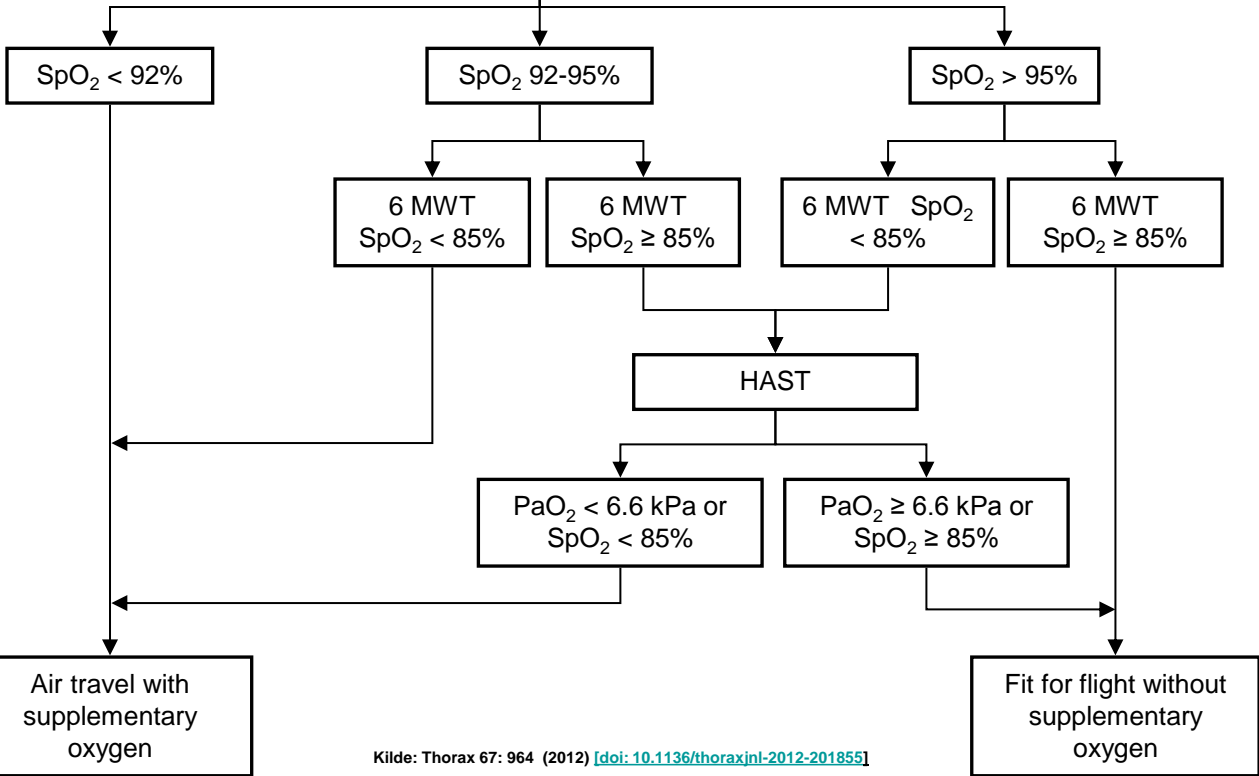 SpO₂ < 92%
SpO₂ 92-95%
SpO₂ > 95%
6 MWT
SpO₂ < 85%
6 MWT
SpO₂ ≥ 85%
6 MWT SpO₂
< 85%
6 MWT
SpO₂ ≥ 85%
HAST
PaO₂ < 6.6 kPa or
SpO₂ < 85%
PaO₂ ≥ 6.6 kPa or
SpO₂ ≥ 85%
Air travel with
supplementary
oxygen
Fit for flight without
supplementary
oxygen
Kilde: Thorax 67: 964 (2012) [doi: 10.1136/thoraxjnl-2012-201855]